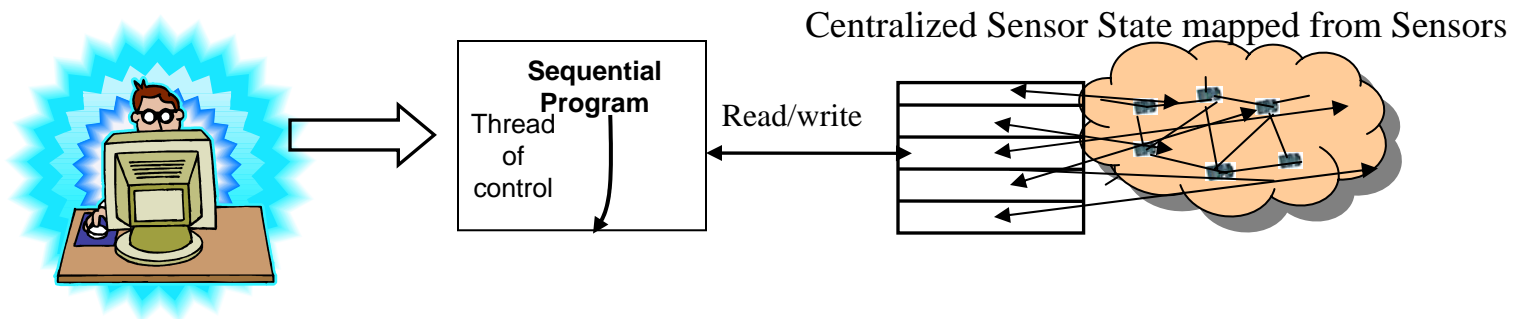 Centralized Sensor State mapped from Sensors
Sequential
Program
Thread
of
control
Read/write